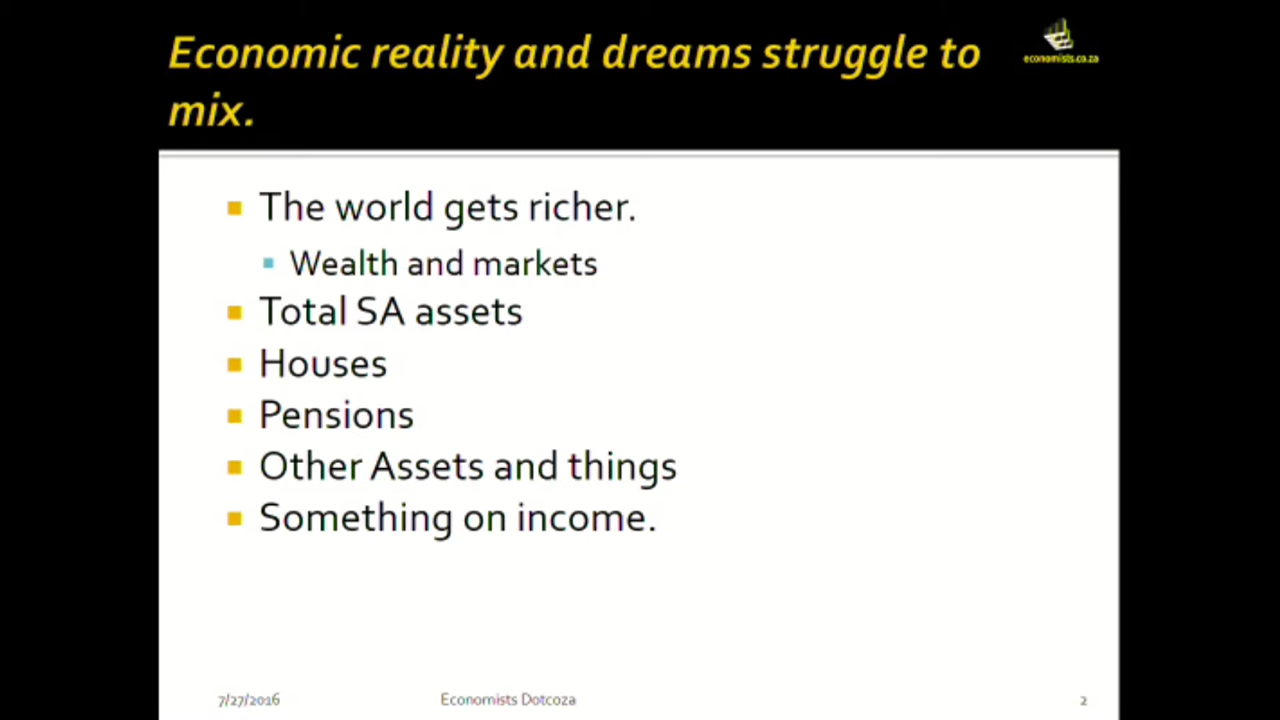 Economic reality and dreams struggle to
mix.
economists.co.za
The world gets richer.
Wealth and markets
Total SA assets
Houses
Pensions
Other Assets and things
Something on income.
7/27/2016 Economists Dotcoza 2